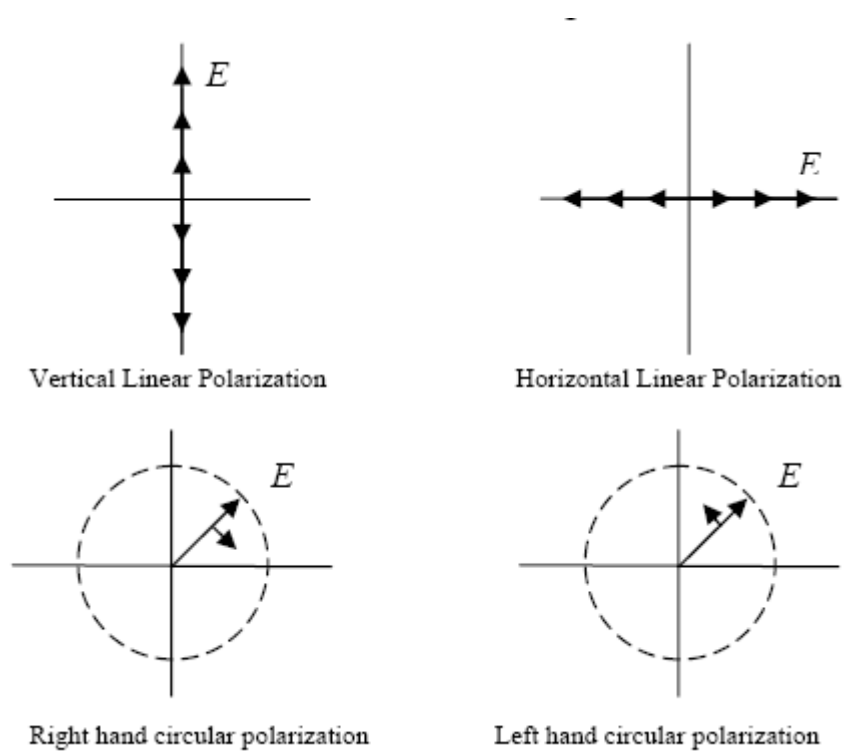 E
E
Vertical Linear Polarization
Horizontal Linear Polarization
E
E
Right hand circular polarization
Left hand circular polarization